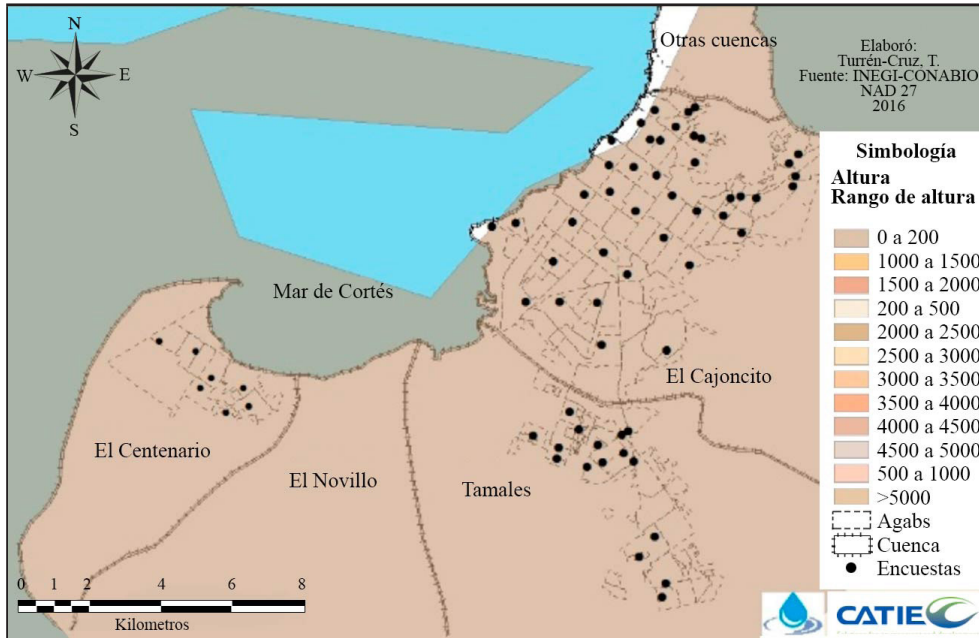 N
W
E
S
Otras cuencas
Elaboró:
Turrén-Cruz, T.
Fuente: INEGI-CONABIO
NAD 27
2016
Mar de Cortés
El Centenario
El Novillo
Tamales
El Cajoncito
Simbología
Altura
Rango de altura
0 a 200
1000 a 1500
1500 a 2000
200 a 500
2000 a 2500
2500 a 3000
3000 a 3500
3500 a 4000
4000 a 4500
4500 a 5000
500 a 1000
>5000
Agabs
Cuenca
Encuestas
0 1 2 4 6 8
Kilometros
CATIE